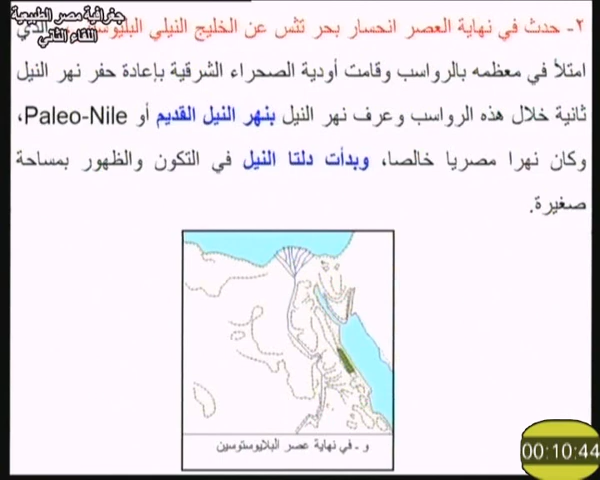 جغرافية مصر الطبيعية
اللقاء الثاني
٢- حدث في نهاية العصر انحسار بحر تثس عن الخليج النيلي
امتلأ في معظمه بالرواسب وقامت أودية الصحراء الشرقية بإعادة حفر نهر النيل
ثانية خلال هذه الرواسب وعرف نهر النيل بنهر النيل القديم أو Paleo-Nile،
وكان نهرا مصريا خالصا، وبدأت دلتا النيل في التكون والظهور بمساحة
صغيرة.
و - في نهاية عصر البلايوستوسين
00:10:44